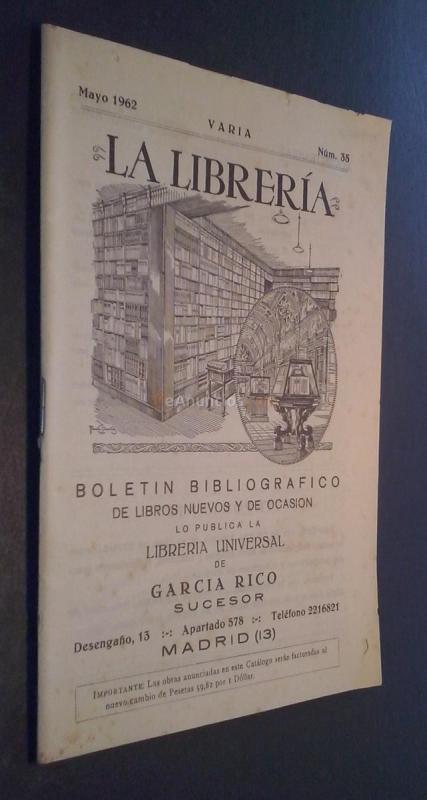 Mayo 1962
VARIA
Núm. 35
"LA LIBRERÍA"
BOLETIN BIBLIOGRAFICO
DE LIBROS NUEVOS Y DE OCASION
LO PUBLICA LA
LIBRERIA UNIVERSAL
DE
GARCIA RICO
SUCESOR
Desengaño, 13 :-: Apartado 578 :-: Teléfono 2216821
MADRID (13)
IMPORTANTE: Las obras anunciadas en este Catálogo serán facturadas al
nuevo cambio de Pesetas 59,82 por 1 Dóllar.